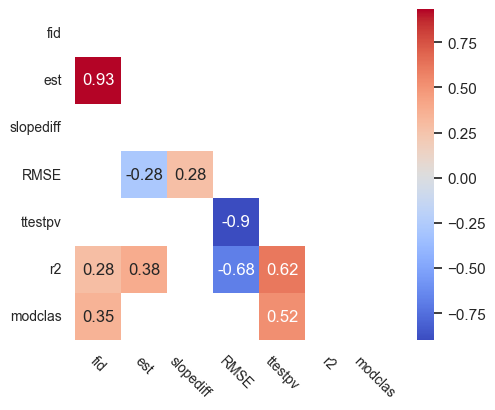 fid
est
0.93
slopediff
RMSE
-0.28 0.28
ttestpv
-0.9
r2
0.28 0.38 -0.68 0.62
modclas
0.35 0.52
fid est slopediff RMSE ttestpv r2 modclas
0.75
0.50
0.25
0.00
−0.25
−0.50
−0.75